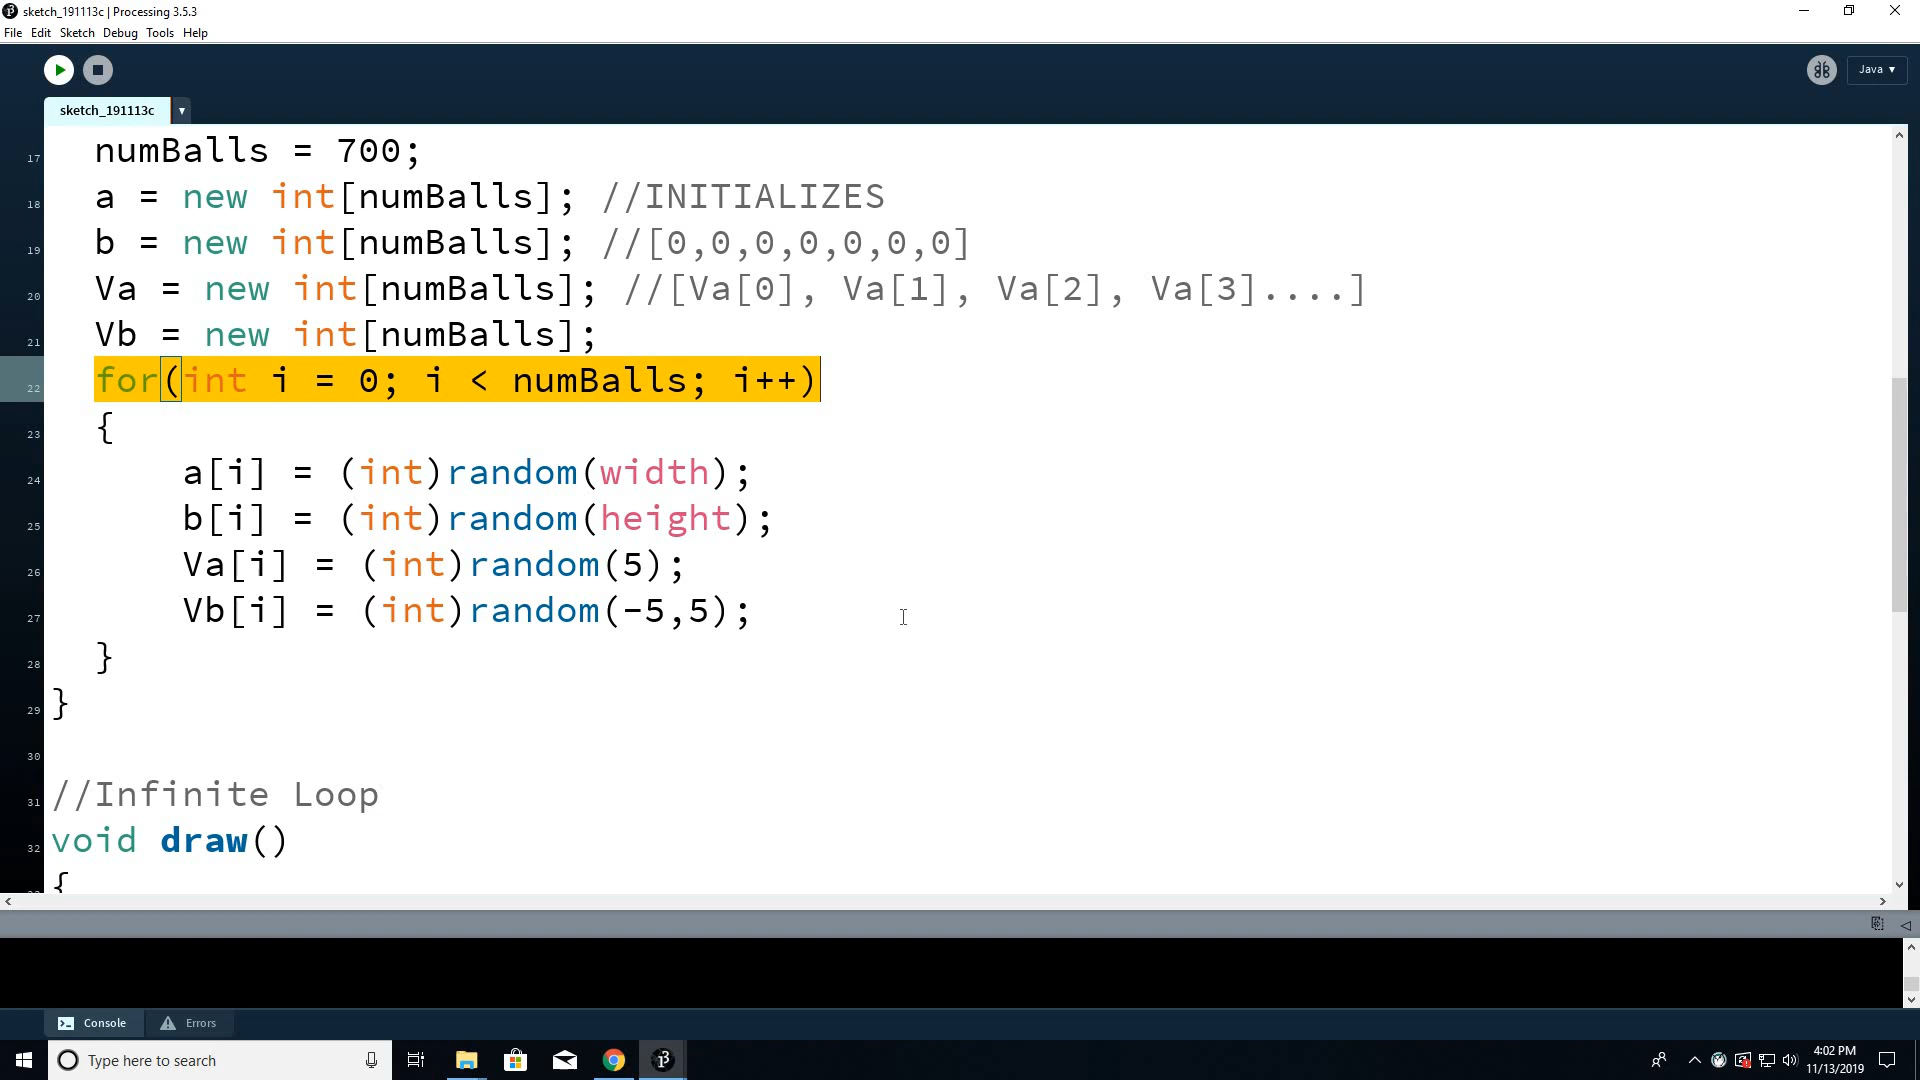 sketch_191113c | Processing 3.5.3
File Edit Sketch Debug Tools Help
Java ▾
sketch_191113c ▾
17 numBalls = 700;
18 a = new int[numBalls]; //INITIALIZES
19 b = new int[numBalls]; //[0,0,0,0,0,0,0]
20 Va = new int[numBalls]; //[Va[0], Va[1], Va[2], Va[3]....]
21 Vb = new int[numBalls];
22 for(int i = 0; i < numBalls; i++)
23 {
24 a[i] = (int)random(width);
25 b[i] = (int)random(height);
26 Va[i] = (int)random(5);
27 Vb[i] = (int)random(-5,5);
28 }
29 }
30
31 //Infinite Loop
32 void draw()
{
Console Errors
Type here to search
4:02 PM
11/13/2019